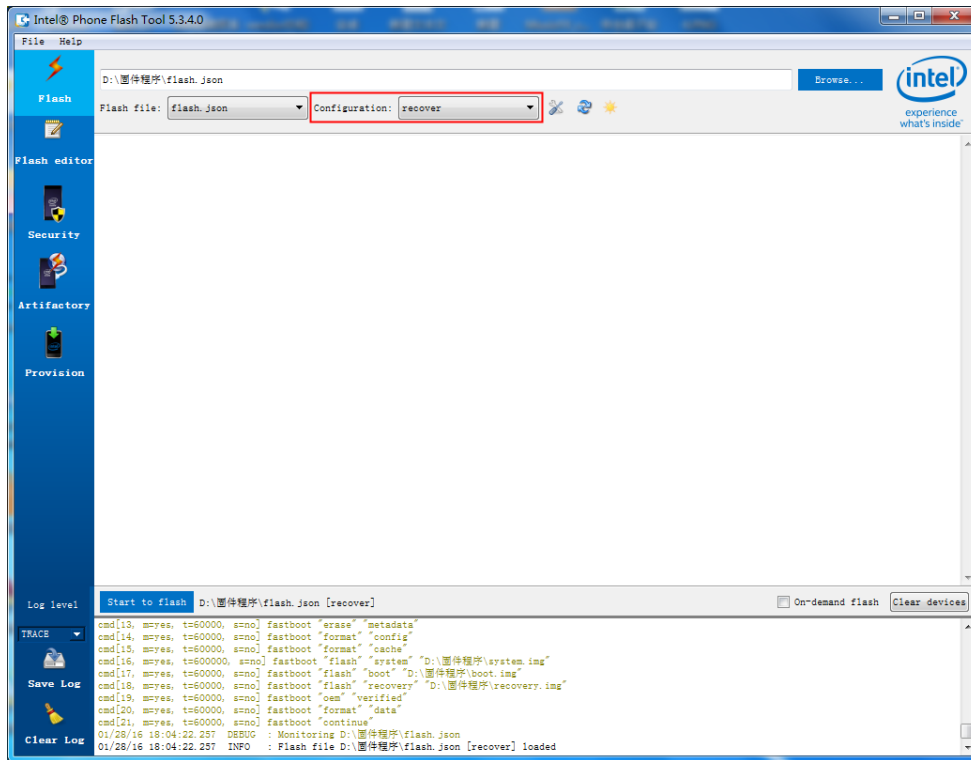 Intel® Phone Flash Tool 5.3.4.0
File Help
Flash
Flash editor
Security
Artifactory
Provision
D:\固件程序\flash.json
Browse...
Flash file: flash.json Configuration: recover
intel
experience
what's inside™
Log level
TRACE
Save Log
Clear Log
Start to flash D:\固件程序\flash.json [recover]
On-demand flash Clear devices
cmd[13, m=yes, t=60000, s=no] fastboot "erase" "metadata"
cmd[14, m=yes, t=60000, s=no] fastboot "format" "config"
cmd[15, m=yes, t=60000, s=no] fastboot "format" "cache"
cmd[16, m=yes, t=600000, s=no] fastboot "flash" "system" "D:\固件程序\system.img"
cmd[17, m=yes, t=60000, s=no] fastboot "flash" "boot" "D:\固件程序\boot.img"
cmd[18, m=yes, t=60000, s=no] fastboot "flash" "recovery" "D:\固件程序\recovery.img"
cmd[19, m=yes, t=60000, s=no] fastboot "oem" "verified"
cmd[20, m=yes, t=60000, s=no] fastboot "format" "data"
cmd[21, m=yes, t=60000, s=no] fastboot "continue"
01/28/16 18:04:22.257 DEBUG : Monitoring D:\固件程序\flash.json
01/28/16 18:04:22.257 INFO : Flash file D:\固件程序\flash.json [recover] loaded